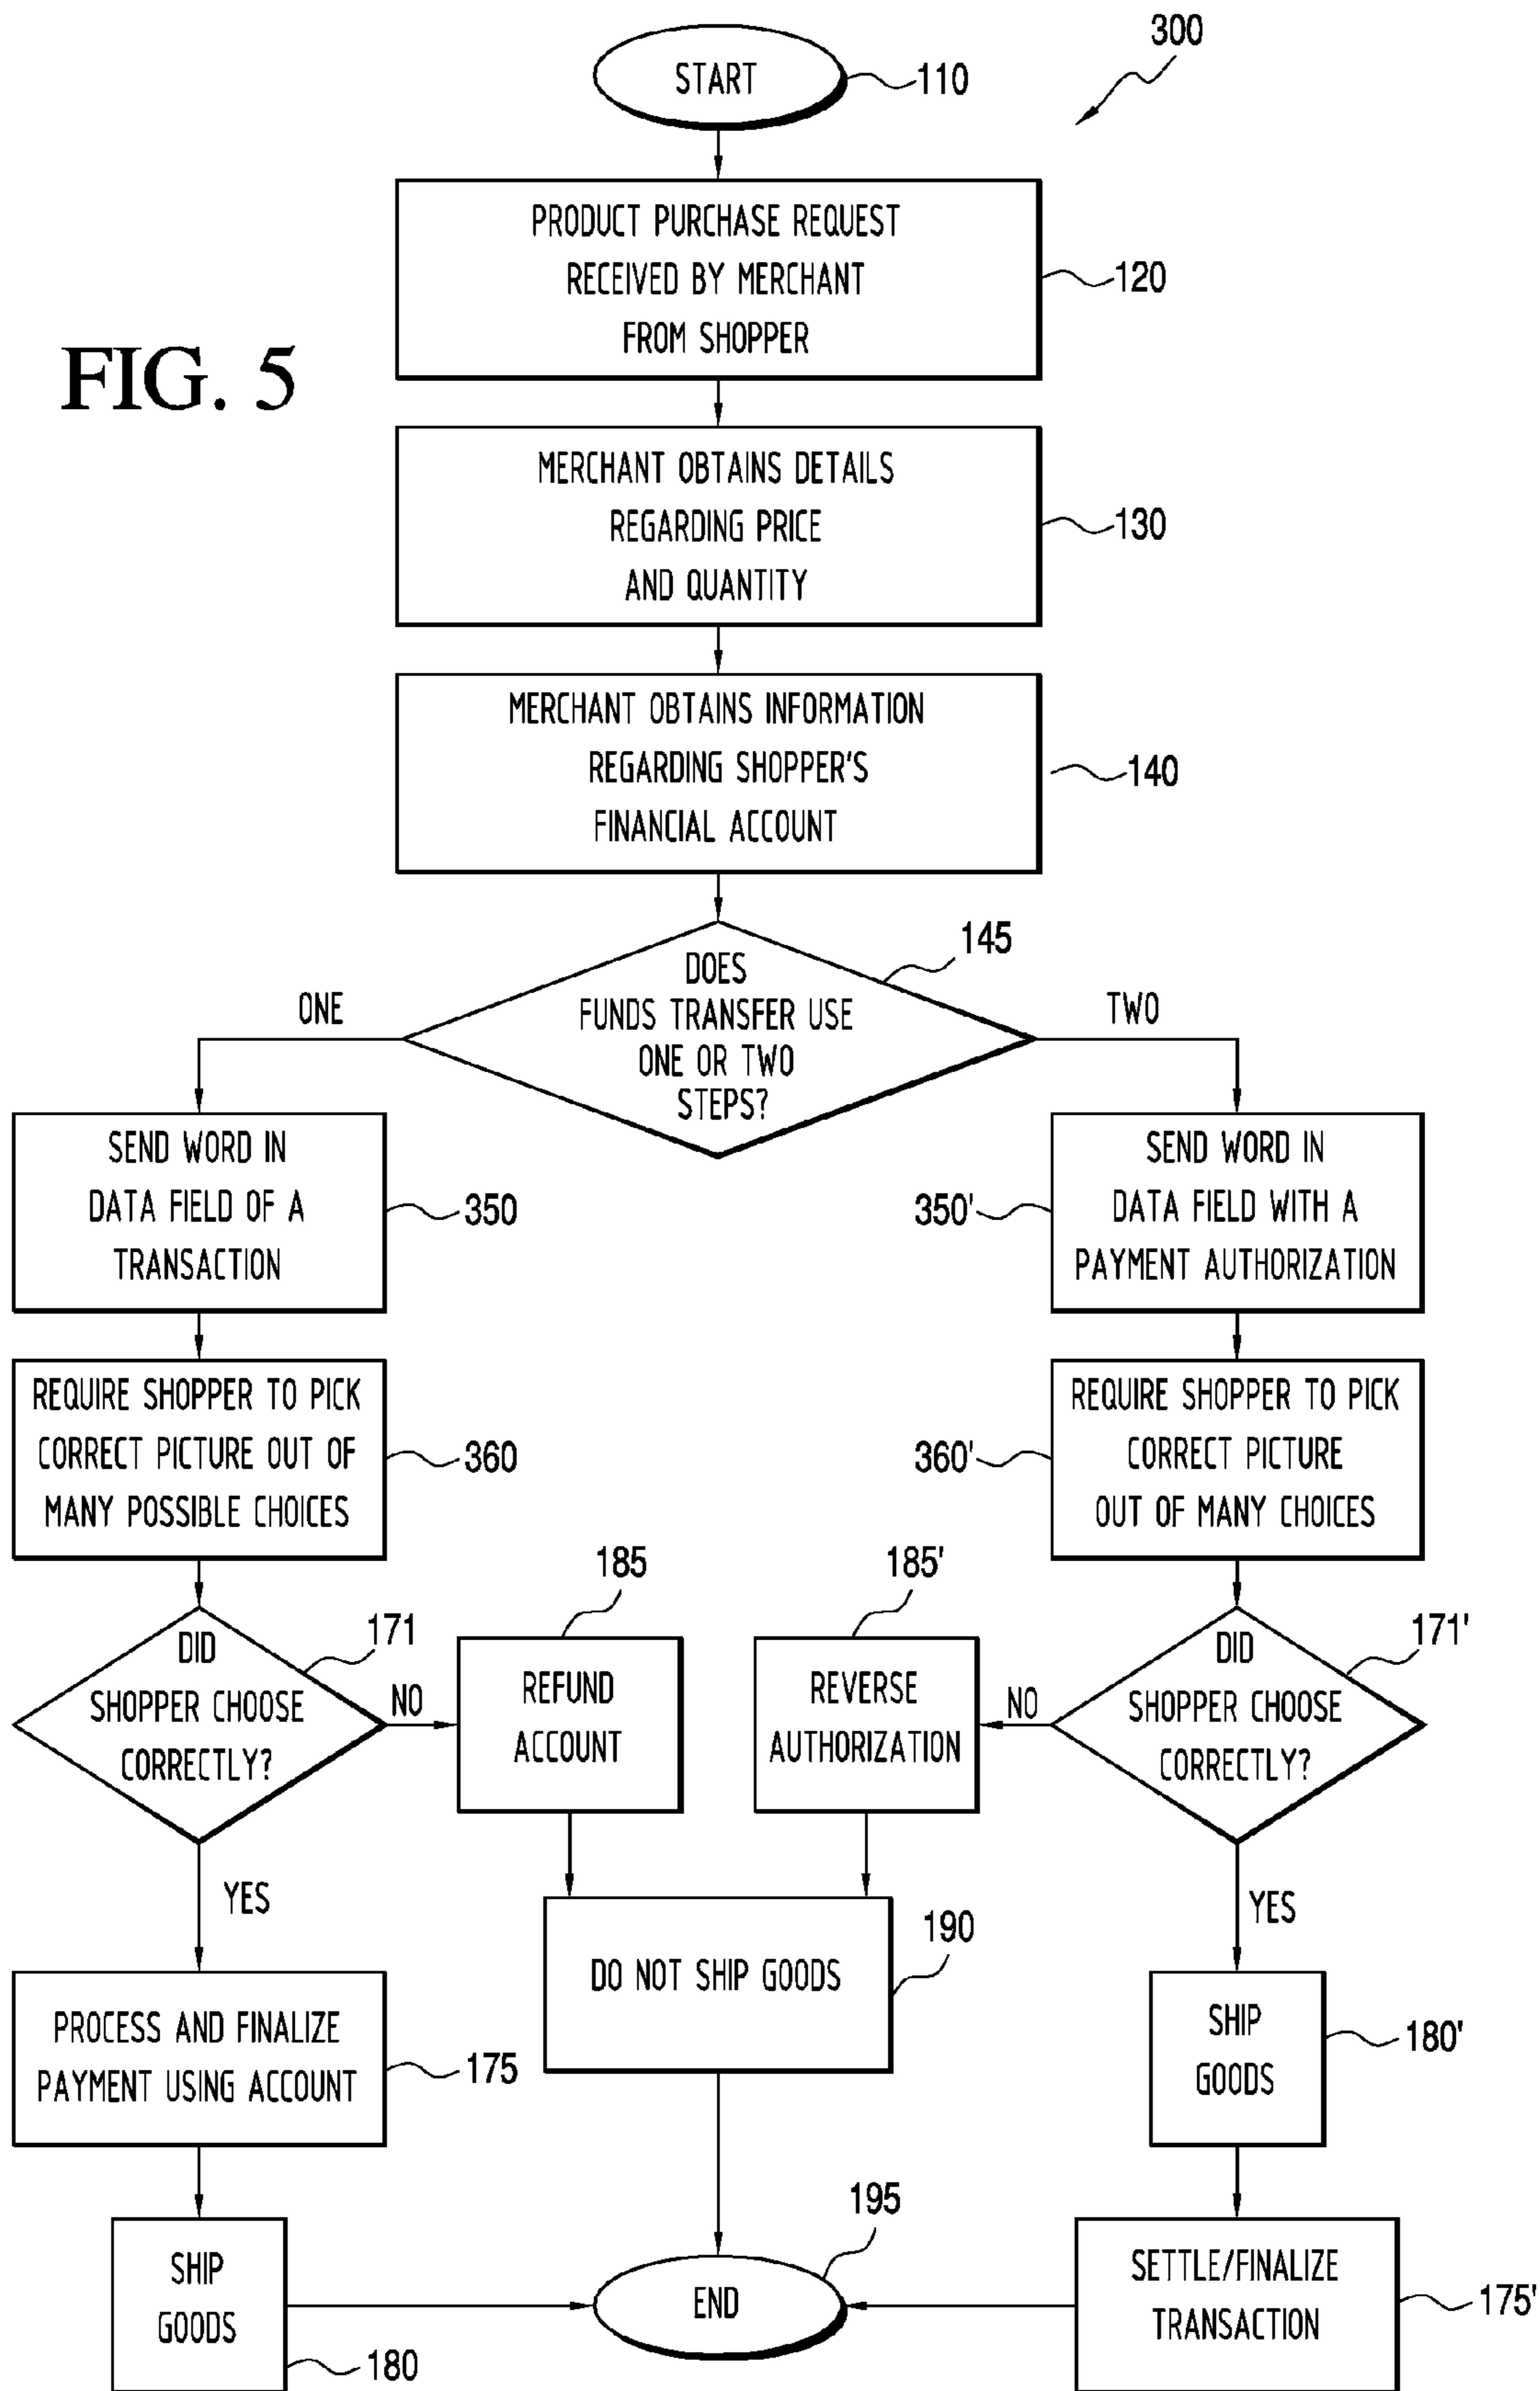 300
START
110
PRODUCT PURCHASE REQUEST
RECEIVED BY MERCHANT
FROM SHOPPER
120
FIG. 5
MERCHANT OBTAINS DETAILS
REGARDING PRICE
AND QUANTITY
130
MERCHANT OBTAINS INFORMATION
REGARDING SHOPPER'S
FINANCIAL ACCOUNT
140
145
DOES
FUNDS TRANSFER USE
ONE OR TWO
STEPS?
ONE
TWO
SEND WORD IN
DATA FIELD OF A
TRANSACTION
350
350'
SEND WORD IN
DATA FIELD WITH A
PAYMENT AUTHORIZATION
REQUIRE SHOPPER TO PICK
CORRECT PICTURE OUT OF
MANY POSSIBLE CHOICES
360
360'
REQUIRE SHOPPER TO PICK
CORRECT PICTURE
OUT OF MANY CHOICES
171
DID
SHOPPER CHOOSE
CORRECTLY?
NO
185
REFUND
ACCOUNT
185'
REVERSE
AUTHORIZATION
NO
171'
DID
SHOPPER CHOOSE
CORRECTLY?
YES
YES
DO NOT SHIP GOODS
190
PROCESS AND FINALIZE
PAYMENT USING ACCOUNT
175
SHIP
GOODS
180'
SHIP
GOODS
180
195
END
SETTLE/FINALIZE
TRANSACTION
175'